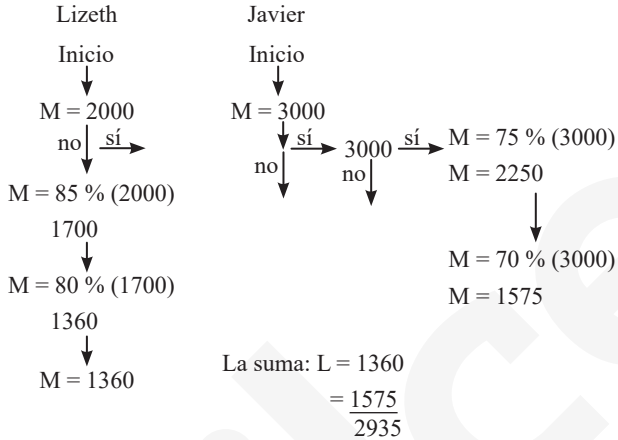 Lizeth
Inicio
M = 2000
no sí
M = 85 % (2000)
1700
M = 80 % (1700)
1360
M = 1360
Javier
Inicio
M = 3000
sí 3000 sí
no no
M = 75 % (3000)
M = 2250
M = 70 % (3000)
M = 1575
La suma: L = 1360
= 1575
2935